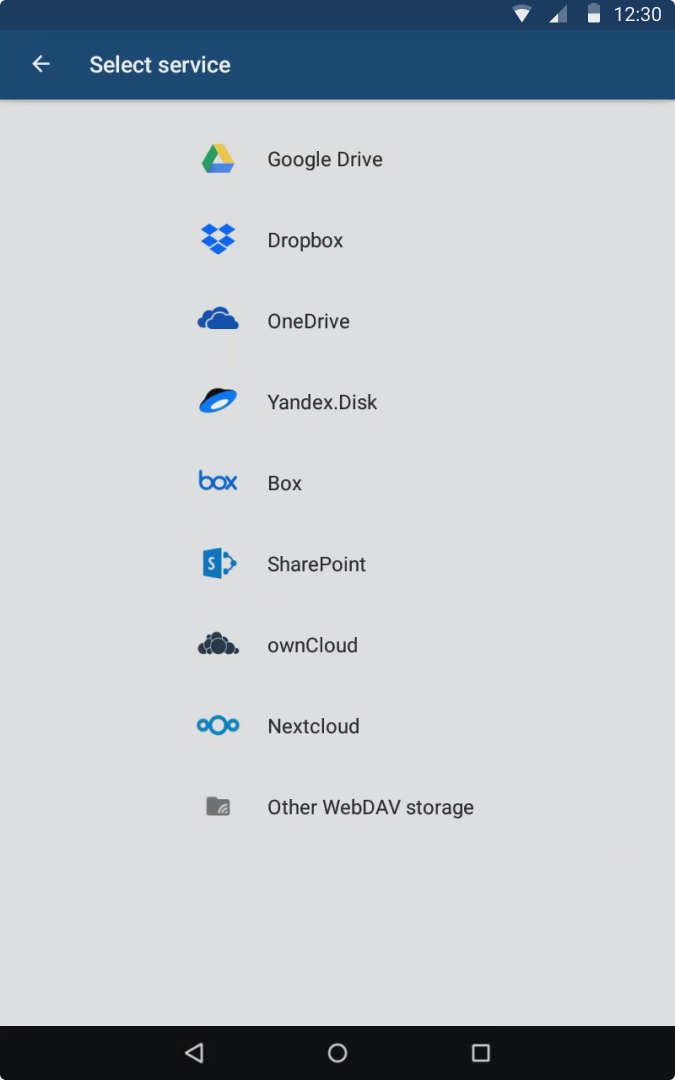 12:30
Select service
Google Drive
Dropbox
OneDrive
Yandex.Disk
box Box
S SharePoint
ownCloud
Nextcloud
Other WebDAV storage